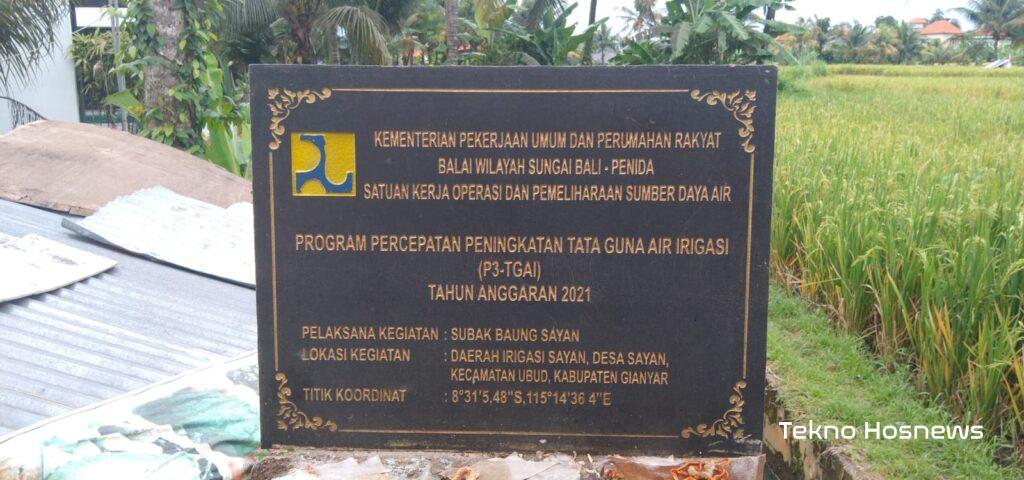 KEMENTERIAN PEKERJAAN UMUM DAN PERUMAHAN RAKYAT
BALAI WILAYAH SUNGAI BALI - PENIDA
SATUAN KERJA OPERASI DAN PEMELIHARAAN SUMBER DAYA AIR
PROGRAM PERCEPATAN PENINGKATAN TATA GUNA AIR IRIGASI
(P3-TGAI)
TAHUN ANGGARAN 2021
PELAKSANA KEGIATAN : SUBAK BAUNG SAYAN
LOKASI KEGIATAN : DAERAH IRIGASI SAYAN, DESA SAYAN,
KECAMATAN UBUD, KABUPATEN GIANYAR
TITIK KOORDINAT : 8°31'5,48"S,115°14'36 4"E
Tekno Hosnews